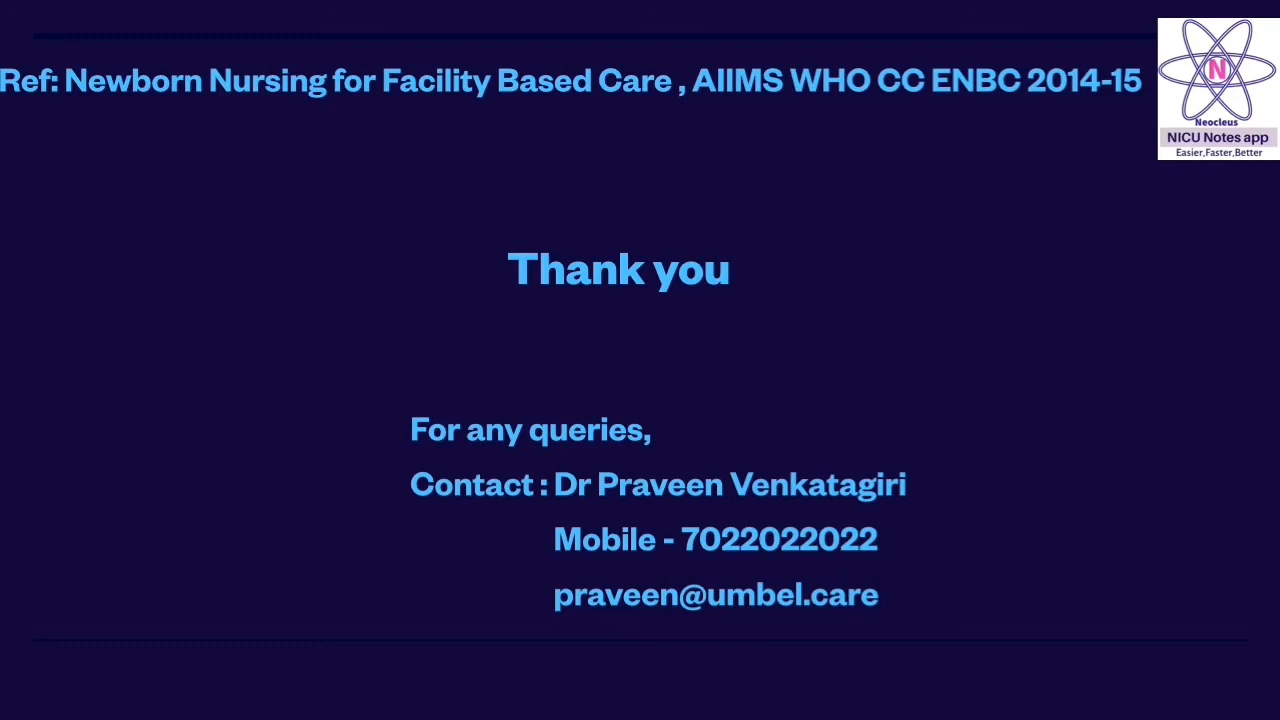 Ref: Newborn Nursing for Facility Based Care , AIIMS WHO CC ENBC 2014-15
N
Neocleus
NICU Notes app
Easier,Faster,Better
Thank you
For any queries,
Contact : Dr Praveen Venkatagiri
Mobile - 7022022022
praveen@umbel.care